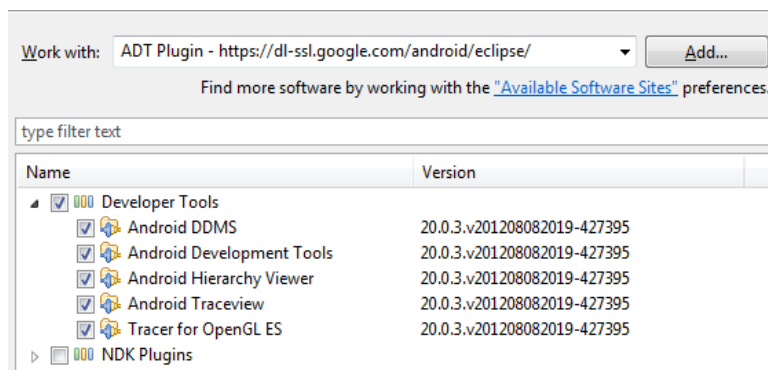 Work with: ADT Plugin - https://dl-ssl.google.com/android/eclipse/ Add...
Find more software by working with the "Available Software Sites" preferences.
type filter text
Name Version
Developer Tools
Android DDMS 20.0.3.v201208082019-427395
Android Development Tools 20.0.3.v201208082019-427395
Android Hierarchy Viewer 20.0.3.v201208082019-427395
Android Traceview 20.0.3.v201208082019-427395
Tracer for OpenGL ES 20.0.3.v201208082019-427395
NDK Plugins